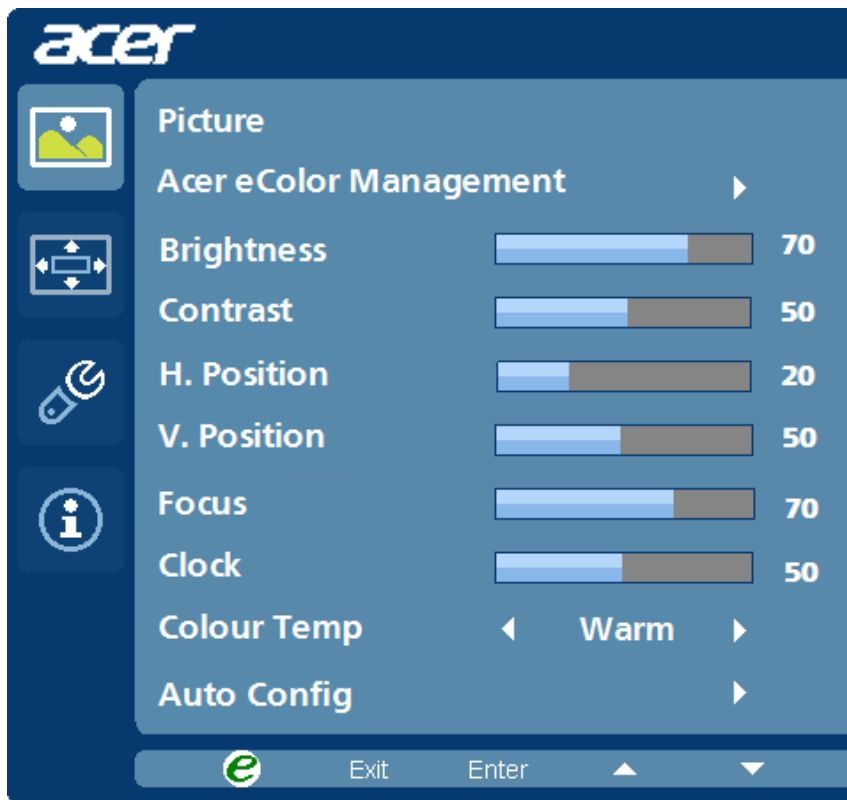 acer
Picture
Acer eColor Management
Brightness 70
Contrast 50
H. Position 20
V. Position 50
Focus 70
Clock 50
Colour Temp Warm
Auto Config
e Exit Enter